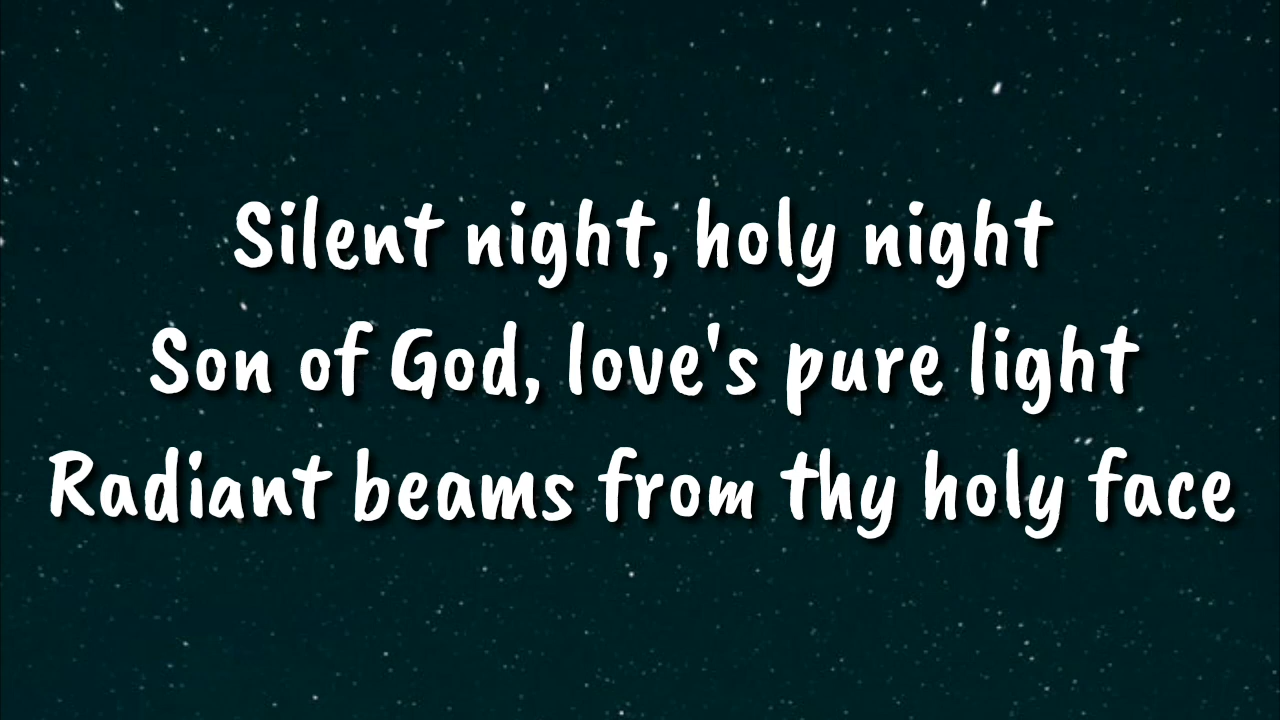 Silent night, holy night
Son of God, love's pure light
Radiant beams from thy holy face